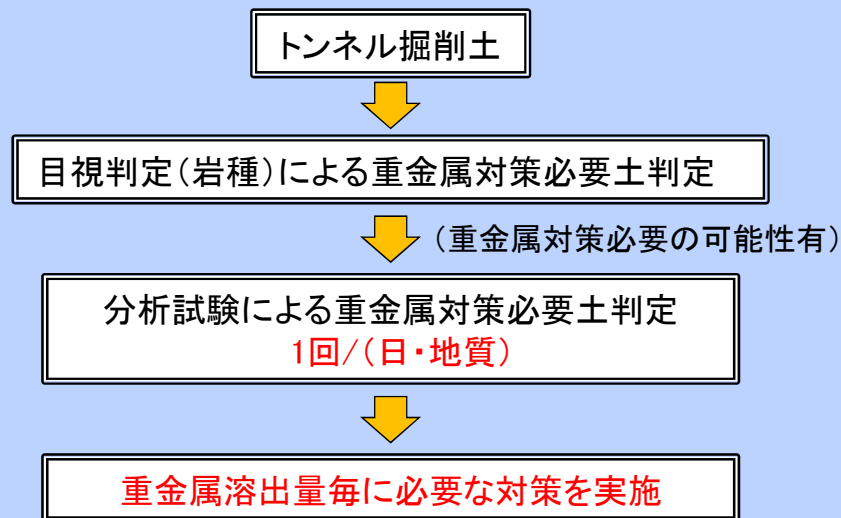 トンネル掘削土
目視判定(岩種)による重金属対策必要土判定
(重金属対策必要の可能性有)
分析試験による重金属対策必要土判定
1回/(日・地質)
重金属溶出量毎に必要な対策を実施